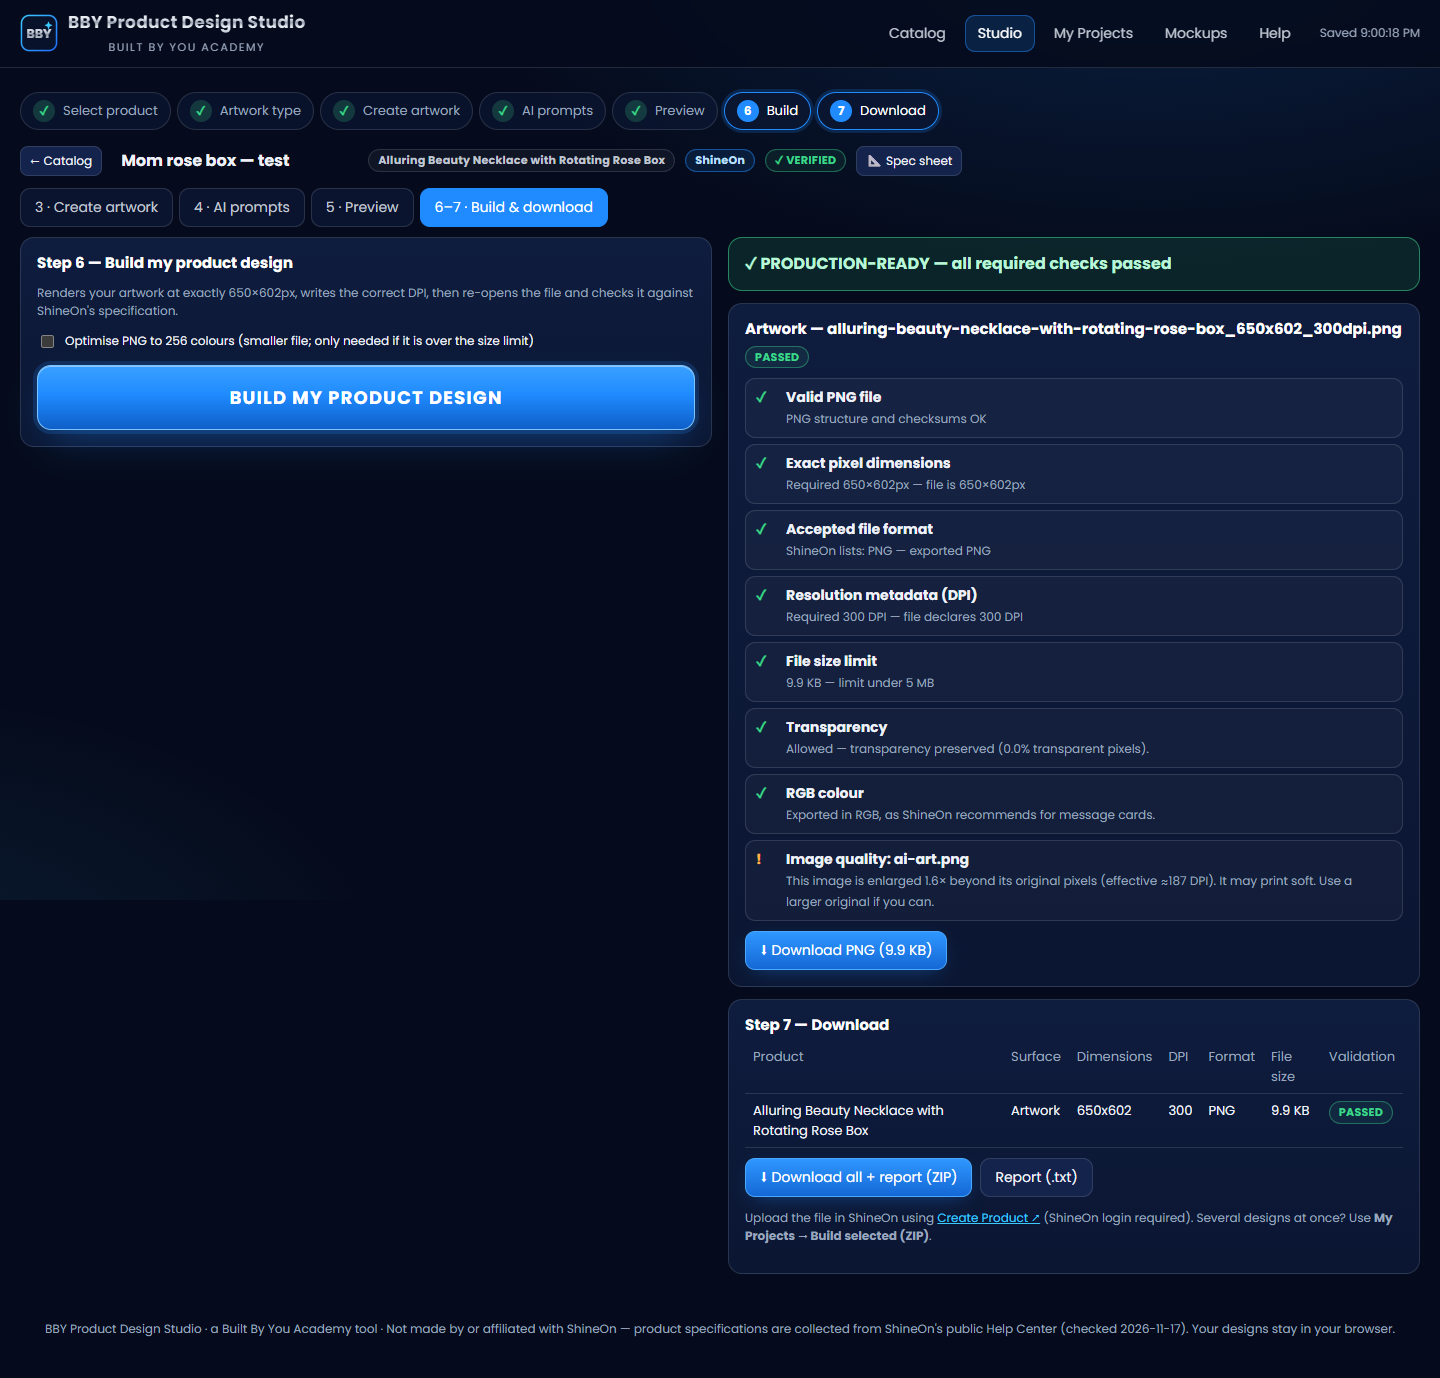 BBY
BBY Product Design Studio
BUILT BY YOU ACADEMY
Catalog
Studio
My Projects
Mockups
Help
Saved 9:00:18 PM
✓ Select product
✓ Artwork type
✓ Create artwork
✓ AI prompts
✓ Preview
6 Build
7 Download
← Catalog
Mom rose box — test
Alluring Beauty Necklace with Rotating Rose Box
ShineOn
✓ VERIFIED
📐 Spec sheet
3 · Create artwork
4 · AI prompts
5 · Preview
6–7 · Build & download
Step 6 — Build my product design
Renders your artwork at exactly 650×602px, writes the correct DPI, then re-opens the file and checks it against
ShineOn's specification.
Optimise PNG to 256 colours (smaller file; only needed if it is over the size limit)
BUILD MY PRODUCT DESIGN
✓ PRODUCTION-READY — all required checks passed
Artwork — alluring-beauty-necklace-with-rotating-rose-box_650x602_300dpi.png
PASSED
✓ Valid PNG file
PNG structure and checksums OK
✓ Exact pixel dimensions
Required 650×602px — file is 650×602px
✓ Accepted file format
ShineOn lists: PNG — exported PNG
✓ Resolution metadata (DPI)
Required 300 DPI — file declares 300 DPI
✓ File size limit
9.9 KB — limit under 5 MB
✓ Transparency
Allowed — transparency preserved (0.0% transparent pixels).
✓ RGB colour
Exported in RGB, as ShineOn recommends for message cards.
! Image quality: ai-art.png
This image is enlarged 1.6× beyond its original pixels (effective ≈187 DPI). It may print soft. Use a
larger original if you can.
⬇ Download PNG (9.9 KB)
Step 7 — Download
Product Surface Dimensions DPI Format File size Validation
Alluring Beauty Necklace with Rotating Rose Box Artwork 650x602 300 PNG 9.9 KB PASSED
⬇ Download all + report (ZIP)
Report (.txt)
Upload the file in ShineOn using Create Product ↗ (ShineOn login required). Several designs at once? Use My
Projects → Build selected (ZIP).
BBY Product Design Studio · a Built By You Academy tool · Not made by or affiliated with ShineOn — product specifications are collected from ShineOn's public Help Center (checked 2026-11-17). Your designs stay in your browser.